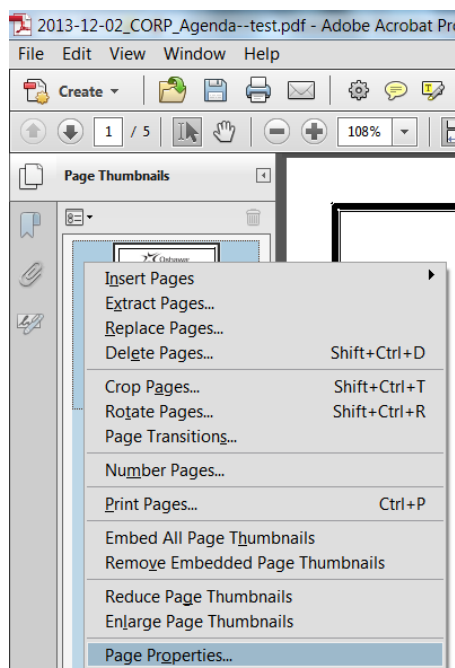 2013-12-02_CORP_Agenda--test.pdf - Adobe Acrobat Pr
File Edit View Window Help
Create
1 / 5 108%
Page Thumbnails
Insert Pages
Extract Pages...
Replace Pages...
Delete Pages... Shift+Ctrl+D
Crop Pages... Shift+Ctrl+T
Rotate Pages... Shift+Ctrl+R
Page Transitions...
Number Pages...
Print Pages... Ctrl+P
Embed All Page Thumbnails
Remove Embedded Page Thumbnails
Reduce Page Thumbnails
Enlarge Page Thumbnails
Page Properties...